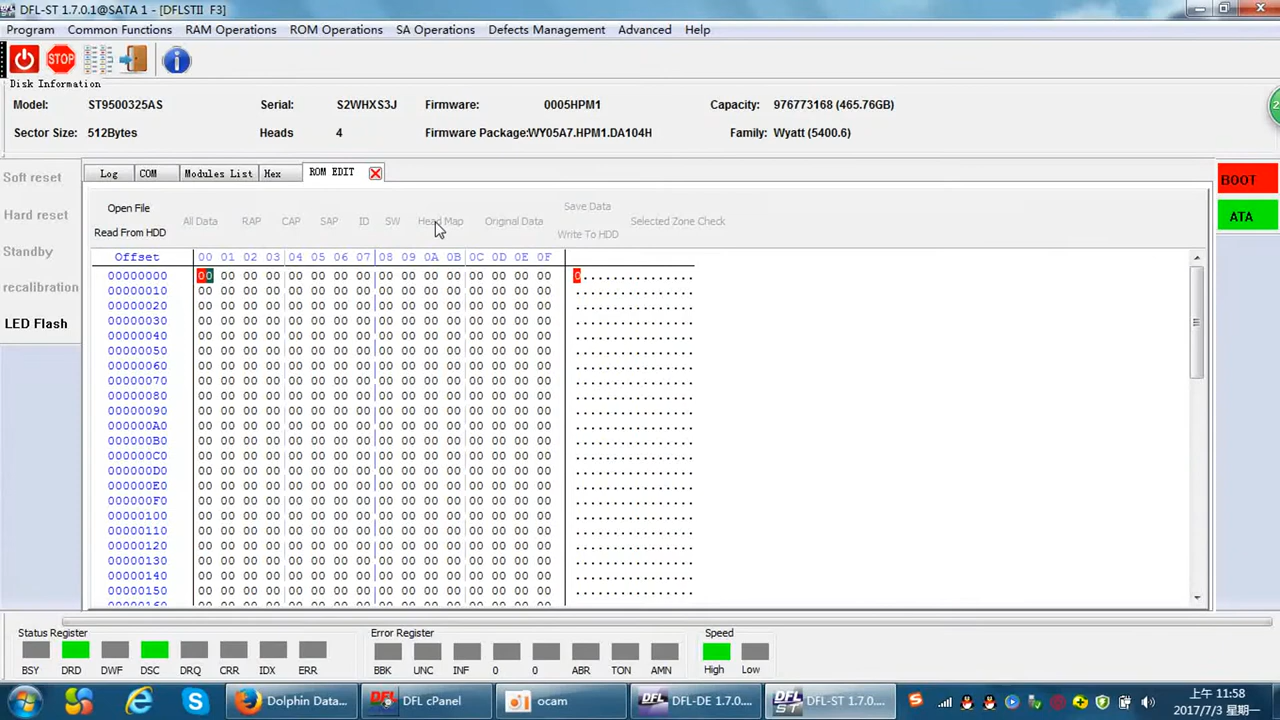 DFL-ST 1.7.0.1@SATA 1 - [DFLSTII F3]
Program Common Functions RAM Operations ROM Operations SA Operations Defects Management Advanced Help
STOP
Disk Information
Model: ST9500325AS Serial: S2WHXS3J Firmware: 0005HPM1 Capacity: 976773168 (465.76GB)
Sector Size: 512Bytes Heads 4 Firmware Package:WY05A7.HPM1.DA104H Family: Wyatt (5400.6)
Log COM Modules List Hex ROM EDIT
Soft reset
Hard reset
Standby
recalibration
LED Flash
BOOT
ATA
Open File
Read From HDD
All Data RAP CAP SAP ID SW Head Map Original Data Save Data Selected Zone Check
Write To HDD
Offset 00 01 02 03 04 05 06 07 08 09 0A 0B 0C 0D 0E 0F
00000000 00 00 00 00 00 00 00 00 00 00 00 00 00 00 00 00 0...............
00000010 00 00 00 00 00 00 00 00 00 00 00 00 00 00 00 00 ................
00000020 00 00 00 00 00 00 00 00 00 00 00 00 00 00 00 00 ................
00000030 00 00 00 00 00 00 00 00 00 00 00 00 00 00 00 00 ................
00000040 00 00 00 00 00 00 00 00 00 00 00 00 00 00 00 00 ................
00000050 00 00 00 00 00 00 00 00 00 00 00 00 00 00 00 00 ................
00000060 00 00 00 00 00 00 00 00 00 00 00 00 00 00 00 00 ................
00000070 00 00 00 00 00 00 00 00 00 00 00 00 00 00 00 00 ................
00000080 00 00 00 00 00 00 00 00 00 00 00 00 00 00 00 00 ................
00000090 00 00 00 00 00 00 00 00 00 00 00 00 00 00 00 00 ................
000000A0 00 00 00 00 00 00 00 00 00 00 00 00 00 00 00 00 ................
000000B0 00 00 00 00 00 00 00 00 00 00 00 00 00 00 00 00 ................
000000C0 00 00 00 00 00 00 00 00 00 00 00 00 00 00 00 00 ................
000000D0 00 00 00 00 00 00 00 00 00 00 00 00 00 00 00 00 ................
000000E0 00 00 00 00 00 00 00 00 00 00 00 00 00 00 00 00 ................
000000F0 00 00 00 00 00 00 00 00 00 00 00 00 00 00 00 00 ................
00000100 00 00 00 00 00 00 00 00 00 00 00 00 00 00 00 00 ................
00000110 00 00 00 00 00 00 00 00 00 00 00 00 00 00 00 00 ................
00000120 00 00 00 00 00 00 00 00 00 00 00 00 00 00 00 00 ................
00000130 00 00 00 00 00 00 00 00 00 00 00 00 00 00 00 00 ................
00000140 00 00 00 00 00 00 00 00 00 00 00 00 00 00 00 00 ................
00000150 00 00 00 00 00 00 00 00 00 00 00 00 00 00 00 00 ................
00000160 00 00 00 00 00 00 00 00 00 00 00 00 00 00 00 00 ................
Status Register Error Register Speed
BSY DRD DWF DSC DRQ CRR IDX ERR BBK UNC INF 0 0 ABR TON AMN High Low
Dolphin Data... DFL cPanel ocam DFL-DE 1.7.0.... DFL-ST 1.7.0....
上午 11:58
2017/7/3 星期一